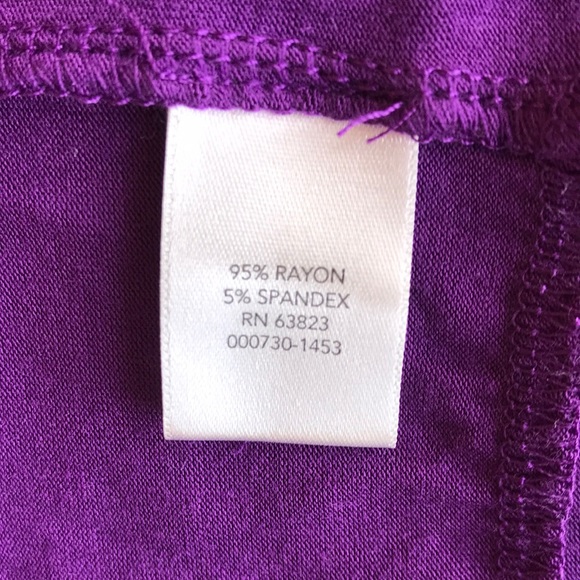 95% RAYON
5% SPANDEX
RN 63823
000730-1453